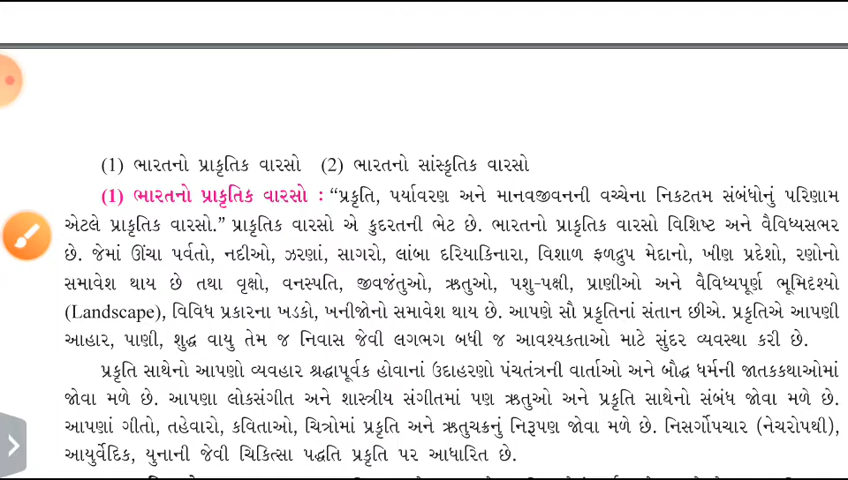 (1) ભારતનો પ્રાકૃતિક વારસો (2) ભારતનો સાંસ્કૃતિક વારસો
(1) ભારતનો પ્રાકૃતિક વારસો : “પ્રકૃતિ, પર્યાવરણ અને માનવજીવનની વચ્ચેના નિકટતમ સંબંધોનું પરિણામ
એટલે પ્રાકૃતિક વારસો.” પ્રાકૃતિક વારસો એ કુદરતની ભેટ છે. ભારતનો પ્રાકૃતિક વારસો વિશિષ્ટ અને વૈવિધ્યસભર
છે. જેમાં ઊંચા પર્વતો, નદીઓ, ઝરણાં, સાગરો, લાંબા દરિયાકિનારા, વિશાળ ફળદ્રુપ મેદાનો, ખીણ પ્રદેશો, રણોનો
સમાવેશ થાય છે તથા વૃક્ષો, વનસ્પતિ, જીવજંતુઓ, ઋતુઓ, પશુ-પક્ષી, પ્રાણીઓ અને વૈવિધ્યપૂર્ણ ભૂમિદૃશ્યો
(Landscape), વિવિધ પ્રકારના ખડકો, ખનીજોનો સમાવેશ થાય છે. આપણે સૌ પ્રકૃતિનાં સંતાન છીએ. પ્રકૃતિએ આપણી
આહાર, પાણી, શુદ્ધ વાયુ તેમ જ નિવાસ જેવી લગભગ બધી જ આવશ્યકતાઓ માટે સુંદર વ્યવસ્થા કરી છે.
પ્રકૃતિ સાથેનો આપણો વ્યવહાર શ્રદ્ધાપૂર્વક હોવાનાં ઉદાહરણો પંચતંત્રની વાર્તાઓ અને બૌદ્ધ ધર્મની જાતકકથાઓમાં
જોવા મળે છે. આપણા લોકસંગીત અને શાસ્ત્રીય સંગીતમાં પણ ઋતુઓ અને પ્રકૃતિ સાથેનો સંબંધ જોવા મળે છે.
આપણાં ગીતો, તહેવારો, કવિતાઓ, ચિત્રોમાં પ્રકૃતિ અને ઋતુચક્રનું નિરૂપણ જોવા મળે છે. નિસર્ગોપચાર (નેચરોપથી),
આયુર્વેદિક, યુનાની જેવી ચિકિત્સા પદ્ધતિ પ્રકૃતિ પર આધારિત છે.